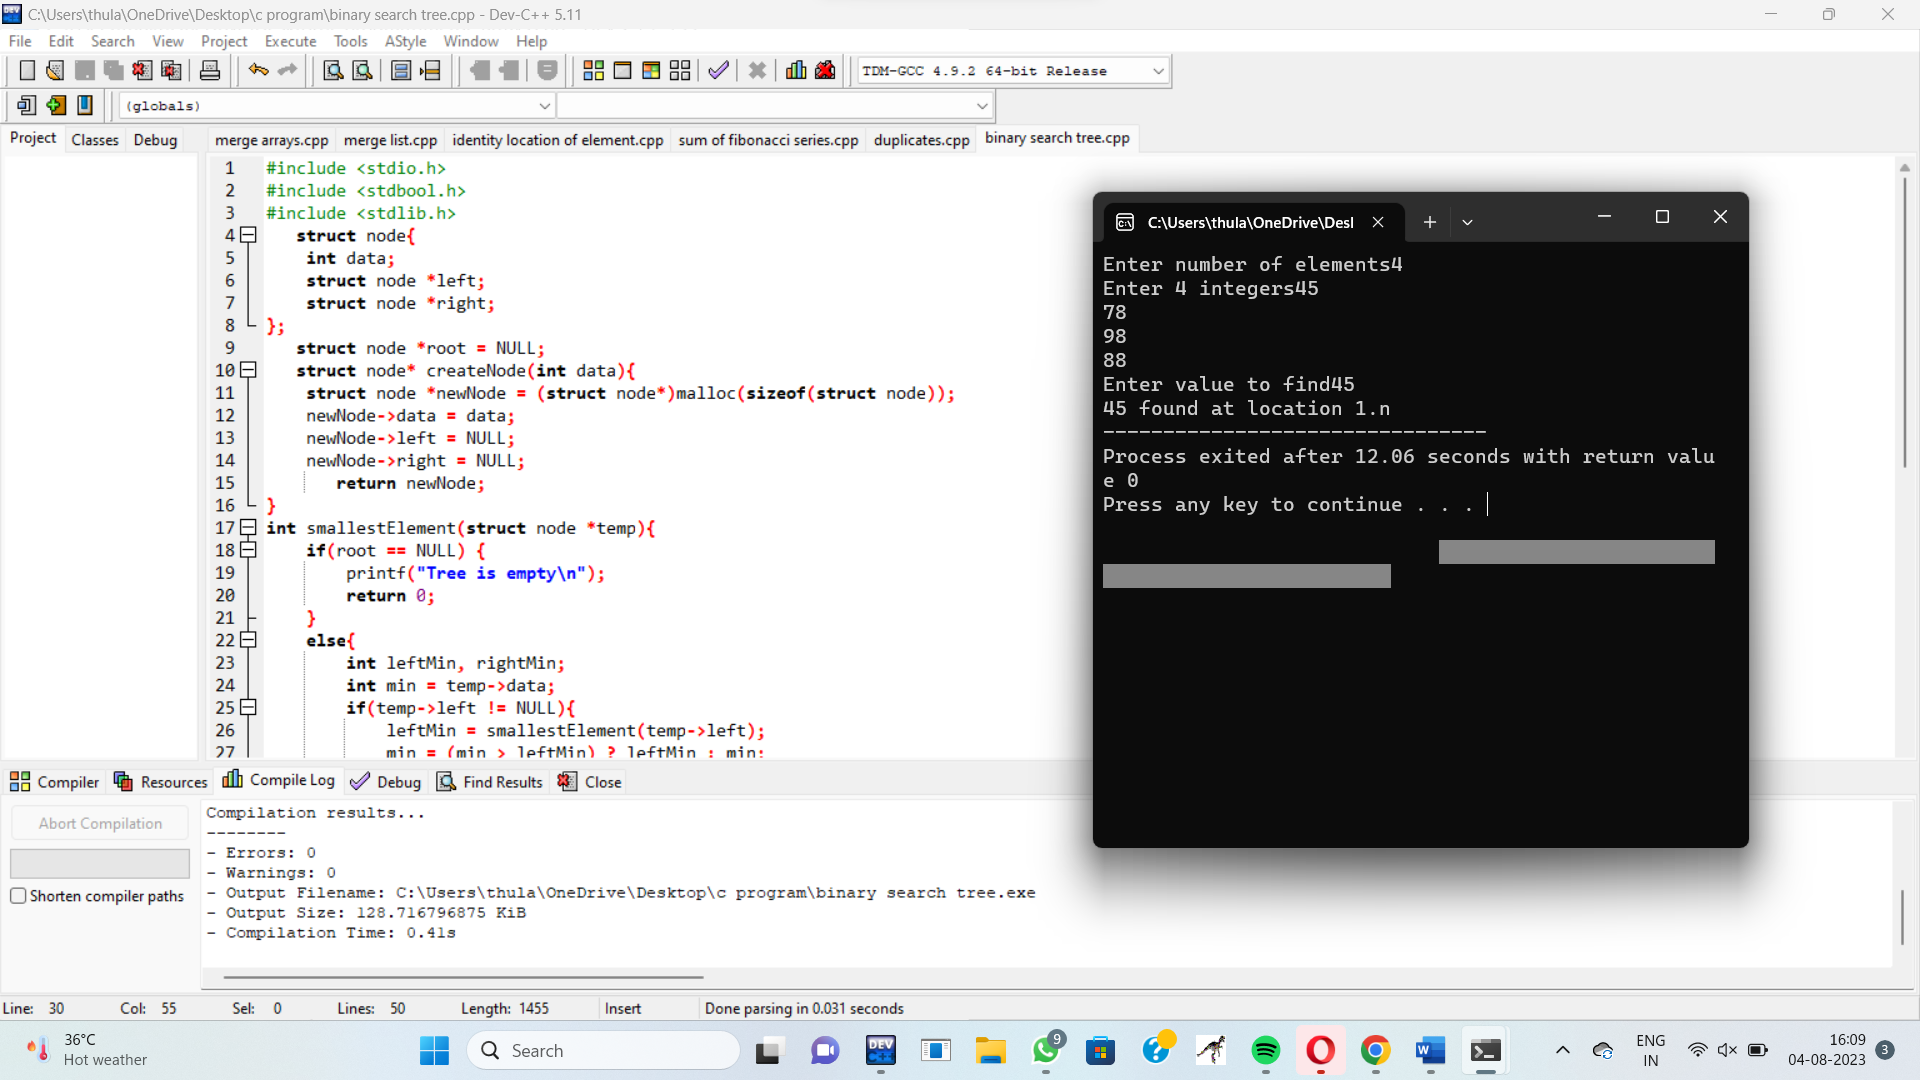 C:\Users\thula\OneDrive\Desktop\c program\binary search tree.cpp - Dev-C++ 5.11
File Edit Search View Project Execute Tools AStyle Window Help
TDM-GCC 4.9.2 64-bit Release
(globals)
Project Classes Debug merge arrays.cpp merge list.cpp identity location of element.cpp sum of fibonacci series.cpp duplicates.cpp binary search tree.cpp
1 #include <stdio.h>
2 #include <stdbool.h>
3 #include <stdlib.h>
4 struct node{
5 int data;
6 struct node *left;
7 struct node *right;
8 };
9 struct node *root = NULL;
10 struct node* createNode(int data){
11 struct node *newNode = (struct node*)malloc(sizeof(struct node));
12 newNode->data = data;
13 newNode->left = NULL;
14 newNode->right = NULL;
15 return newNode;
16 }
17 int smallestElement(struct node *temp){
18 if(root == NULL) {
19 printf("Tree is empty\n");
20 return 0;
21 }
22 else{
23 int leftMin, rightMin;
24 int min = temp->data;
25 if(temp->left != NULL){
26 leftMin = smallestElement(temp->left);
27 min = (min > leftMin) ? leftMin : min;
C:\Users\thula\OneDrive\Desl
Enter number of elements4
Enter 4 integers45
78
98
88
Enter value to find45
45 found at location 1.n
--------------------------------
Process exited after 12.06 seconds with return valu
e 0
Press any key to continue . . .
Compiler Resources Compile Log Debug Find Results Close
Abort Compilation
Shorten compiler paths
Compilation results...
--------
- Errors: 0
- Warnings: 0
- Output Filename: C:\Users\thula\OneDrive\Desktop\c program\binary search tree.exe
- Output Size: 128.716796875 KiB
- Compilation Time: 0.41s
Line: 30 Col: 55 Sel: 0 Lines: 50 Length: 1455 Insert Done parsing in 0.031 seconds
36°C
Hot weather
Search
DEV C++
9
ENG
IN
16:09
04-08-2023
3